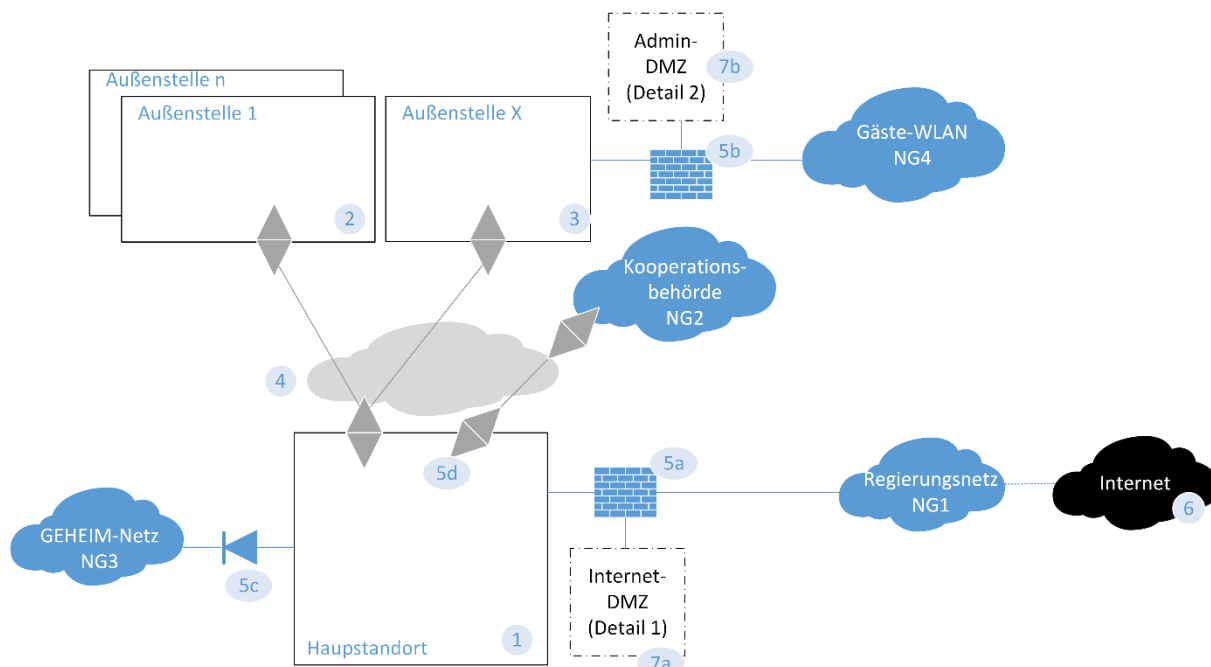 Admin-
DMZ
(Detail 2)
7b
Außenstelle n
Außenstelle 1
Außenstelle X
5b
Gäste-WLAN
NG4
2
3
Kooperations-
behörde
NG2
4
5d
5a
Regierungsnetz
NG1
Internet
6
GEHEIM-Netz
NG3
5c
Internet-
DMZ
(Detail 1)
7a
Haupstandort
1